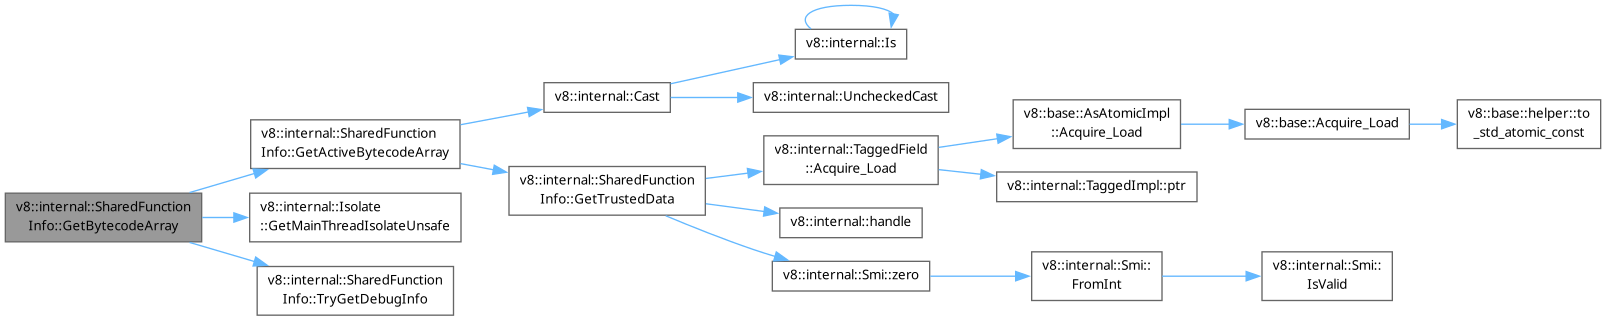 v8::internal::SharedFunction
Info::GetBytecodeArray
v8::internal::SharedFunction
Info::GetActiveBytecodeArray
v8::internal::Isolate
::GetMainThreadIsolateUnsafe
v8::internal::SharedFunction
Info::TryGetDebugInfo
v8::internal::Cast
v8::internal::SharedFunction
Info::GetTrustedData
v8::internal::Is
v8::internal::UncheckedCast
v8::internal::TaggedField
::Acquire_Load
v8::internal::handle
v8::internal::Smi::zero
v8::base::AsAtomicImpl
::Acquire_Load
v8::internal::TaggedImpl::ptr
v8::internal::Smi::
FromInt
v8::base::Acquire_Load
v8::internal::Smi::
IsValid
v8::base::helper::to
_std_atomic_const